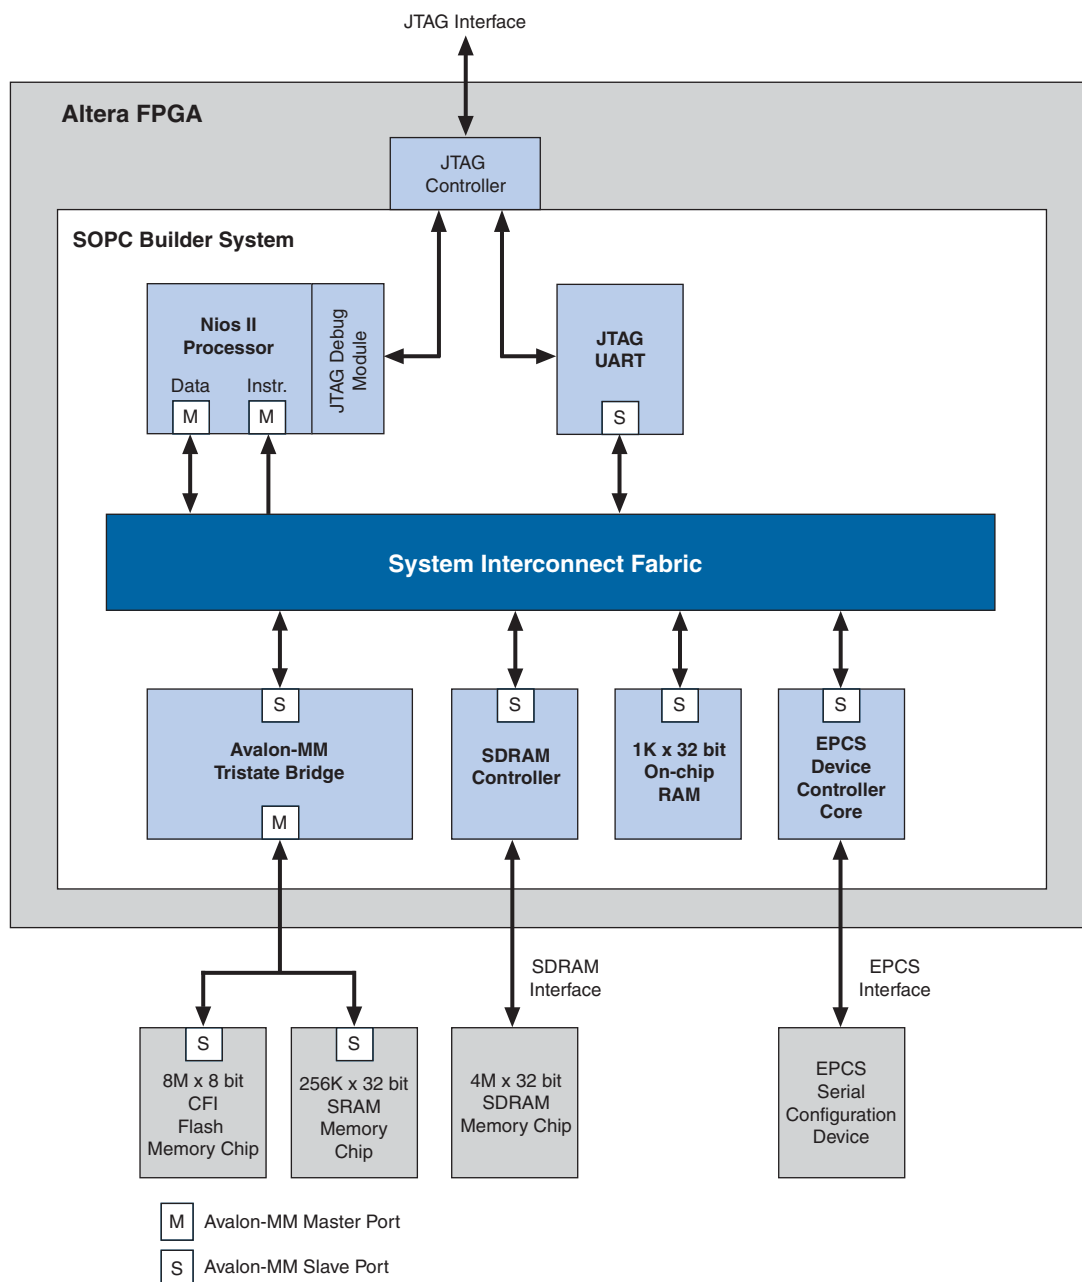 JTAG Interface
Altera FPGA
JTAG
Controller
SOPC Builder System
Nios II
Processor
Data
Instr.
M
M
JTAG Debug
Module
JTAG
UART
S
System Interconnect Fabric
S
Avalon-MM
Tristate Bridge
M
S
SDRAM
Controller
S
1K x 32 bit
On-chip
RAM
S
EPCS
Device
Controller
Core
SDRAM
Interface
EPCS
Interface
S
8M x 8 bit
CFI
Flash
Memory Chip
S
256K x 32 bit
SRAM
Memory
Chip
4M x 32 bit
SDRAM
Memory Chip
EPCS
Serial
Configuration
Device
M Avalon-MM Master Port
S Avalon-MM Slave Port